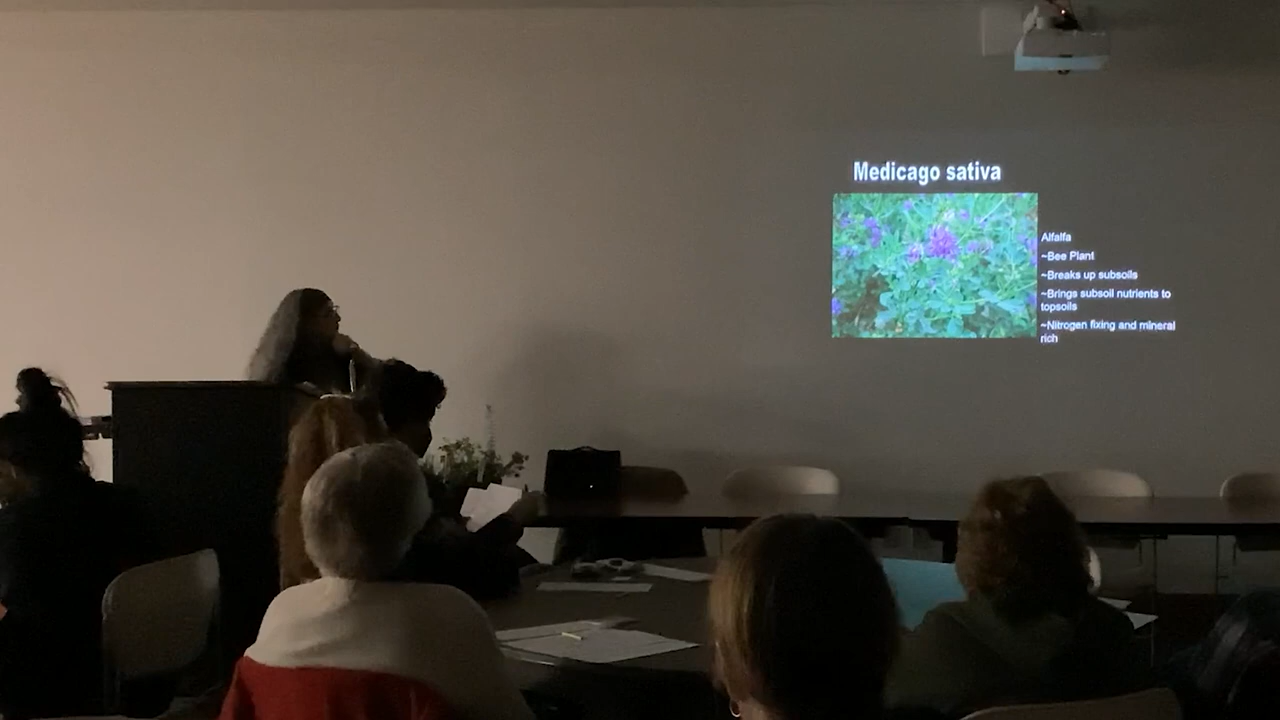 Medicago sativa
Alfalfa
~Bee Plant
~Breaks up subsoils
~Brings subsoil nutrients to
topsoils
~Nitrogen fixing and mineral
rich